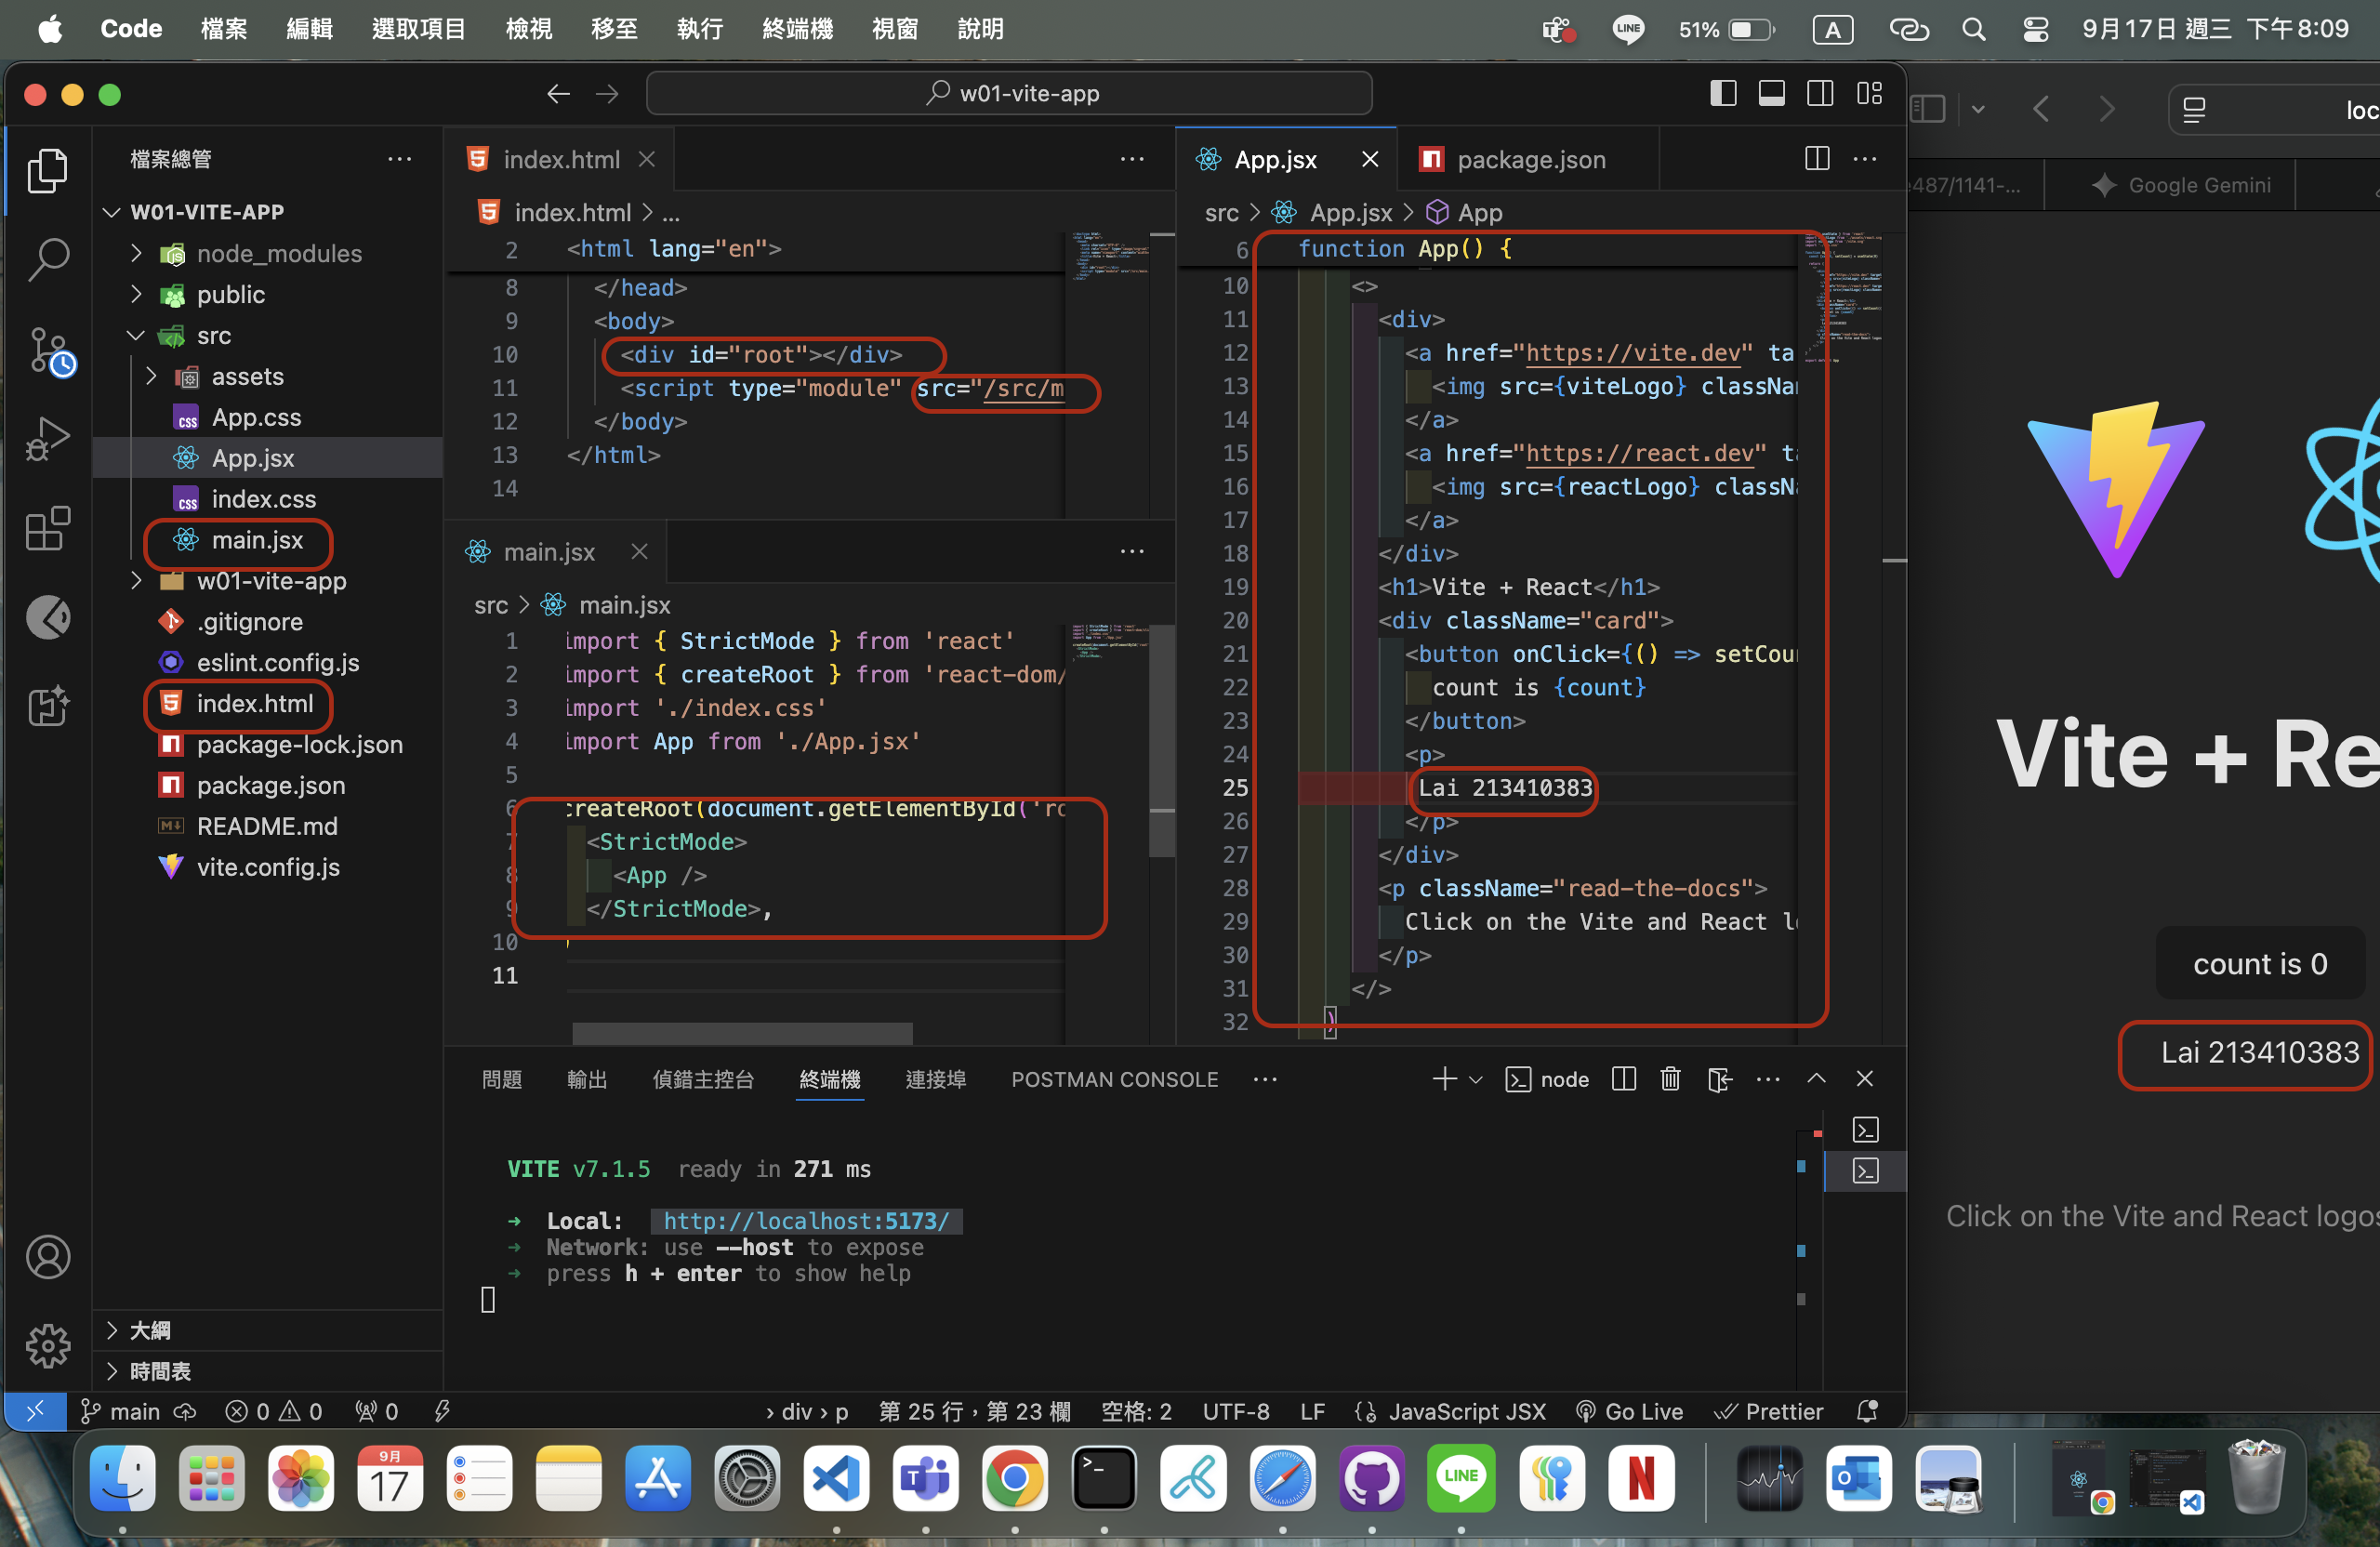 Code 檔案 編輯 選取項目 檢視 移至 執行 終端機 視窗 說明
LINE 51% A 9月17日 週三 下午8:09
w01-vite-app
檔案總管
W01-VITE-APP
node_modules
public
src
assets
App.css
App.jsx
index.css
main.jsx
w01-vite-app
.gitignore
eslint.config.js
index.html
package-lock.json
package.json
README.md
vite.config.js
大綱
時間表
index.html
index.html > ...
2 <html lang="en">
8 </head>
9 <body>
10 <div id="root"></div>
11 <script type="module" src="/src/m
12 </body>
13 </html>
14
main.jsx
src > main.jsx
1 import { StrictMode } from 'react'
2 import { createRoot } from 'react-dom/
3 import './index.css'
4 import App from './App.jsx'
5
6 createRoot(document.getElementById('ro
7 <StrictMode>
8 <App />
9 </StrictMode>,
10 )
11
App.jsx package.json
src > App.jsx > App
6 function App() {
10 <>
11 <div>
12 <a href="https://vite.dev" ta
13 <img src={viteLogo} classNa
14 </a>
15 <a href="https://react.dev" ta
16 <img src={reactLogo} classN
17 </a>
18 </div>
19 <h1>Vite + React</h1>
20 <div className="card">
21 <button onClick={() => setCou
22 count is {count}
23 </button>
24 <p>
25 Lai 213410383
26 </p>
27 </div>
28 <p className="read-the-docs">
29 Click on the Vite and React l
30 </p>
31 </>
32 )
問題 輸出 偵錯主控台 終端機 連接埠 POSTMAN CONSOLE node
VITE v7.1.5 ready in 271 ms
➜ Local: http://localhost:5173/
➜ Network: use --host to expose
➜ press h + enter to show help
main 0 0 0 › div › p 第 25 行，第 23 欄 空格: 2 UTF-8 LF JavaScript JSX Go Live Prettier
loc
487/1141-... Google Gemini
Vite + Re
count is 0
Lai 213410383
Click on the Vite and React logos
9月
17
LINE